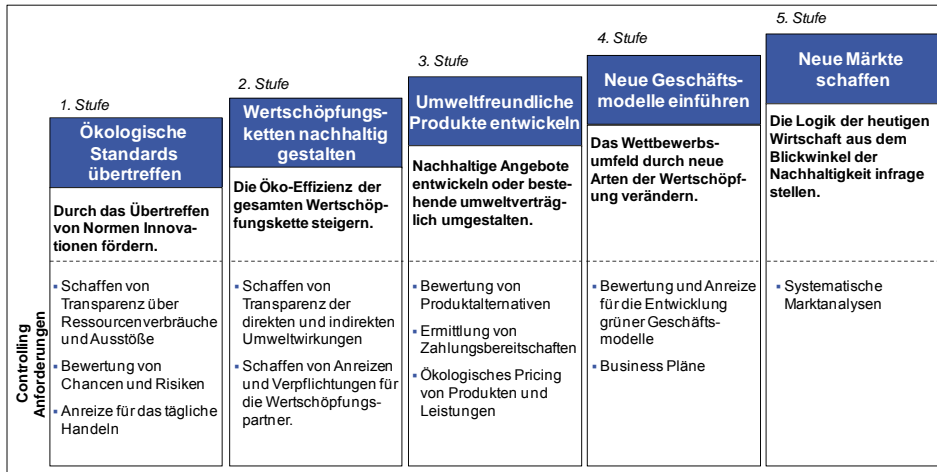 1. Stufe
Ökologische
Standards
übertreffen
Durch das Übertreffen
von Normen Innova-
tionen fördern.
▪ Schaffen von
Transparenz über
Ressourcenverbräuche
und Ausstöße
▪ Bewertung von
Chancen und Risiken
▪ Anreize für das tägliche
Handeln
2. Stufe
Wertschöpfungs-
ketten nachhaltig
gestalten
Die Öko-Effizienz der
gesamten Wertschöp-
fungskette steigern.
▪ Schaffen von
Transparenz der
direkten und indirekten
Umweltwirkungen
▪ Schaffen von Anreizen
und Verpflichtungen für
die Wertschöpfungs-
partner.
3. Stufe
Umweltfreundliche
Produkte entwickeln
Nachhaltige Angebote
entwickeln oder beste-
hende umweltverträg-
lich umgestalten.
▪ Bewertung von
Produktalternativen
▪ Ermittlung von
Zahlungsbereitschaften
▪ Ökologisches Pricing
von Produkten und
Leistungen
4. Stufe
Neue Geschäfts-
modelle einführen
Das Wettbewerbs-
umfeld durch neue
Arten der Wertschöpf-
ung verändern.
▪ Bewertung und Anreize
für die Entwicklung
grüner Geschäfts-
modelle
▪ Business Pläne
5. Stufe
Neue Märkte
schaffen
Die Logik der heutigen
Wirtschaft aus dem
Blickwinkel der
Nachhaltigkeit infrage
stellen.
▪ Systematische
Marktanalysen
Controlling
Anforderungen